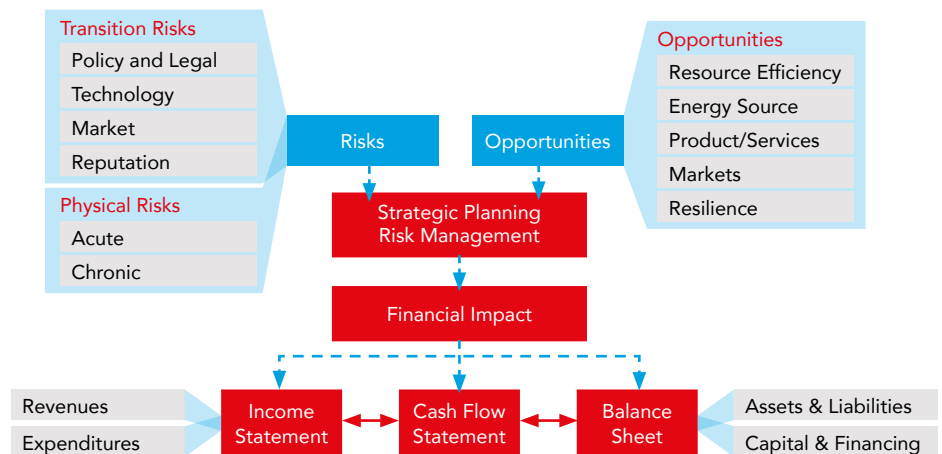 Transition Risks
Policy and Legal
Technology
Market
Reputation
Physical Risks
Acute
Chronic
Risks
Opportunities
Opportunities
Resource Efficiency
Energy Source
Product/Services
Markets
Resilience
Strategic Planning
Risk Management
Financial Impact
Revenues
Expenditures
Income
Statement
Cash Flow
Statement
Balance
Sheet
Assets & Liabilities
Capital & Financing